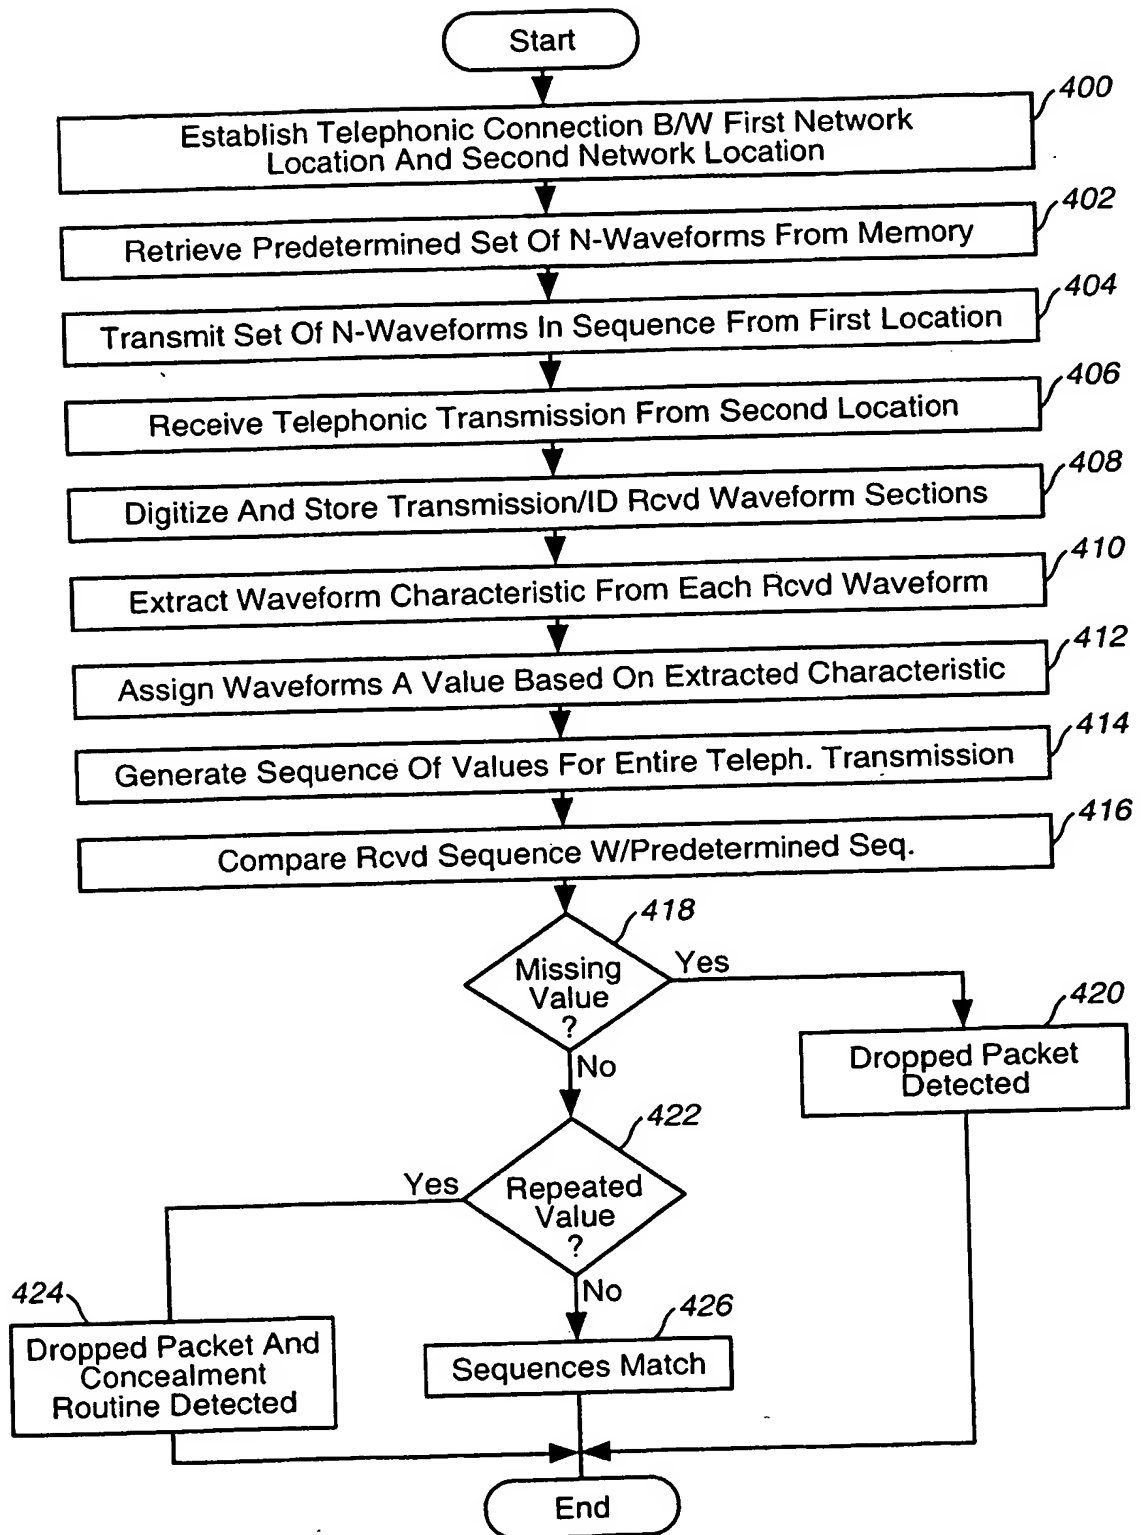 Start
400
Establish Telephonic Connection B/W First Network
Location And Second Network Location
402
Retrieve Predetermined Set Of N-Waveforms From Memory
404
Transmit Set Of N-Waveforms In Sequence From First Location
406
Receive Telephonic Transmission From Second Location
408
Digitize And Store Transmission/ID Rcvd Waveform Sections
410
Extract Waveform Characteristic From Each Rcvd Waveform
412
Assign Waveforms A Value Based On Extracted Characteristic
414
Generate Sequence Of Values For Entire Teleph. Transmission
416
Compare Rcvd Sequence W/Predetermined Seq.
418
Missing
Value
?
Yes
No
420
Dropped Packet
Detected
422
Repeated
Value
?
Yes
No
424
Dropped Packet And
Concealment
Routine Detected
426
Sequences Match
End